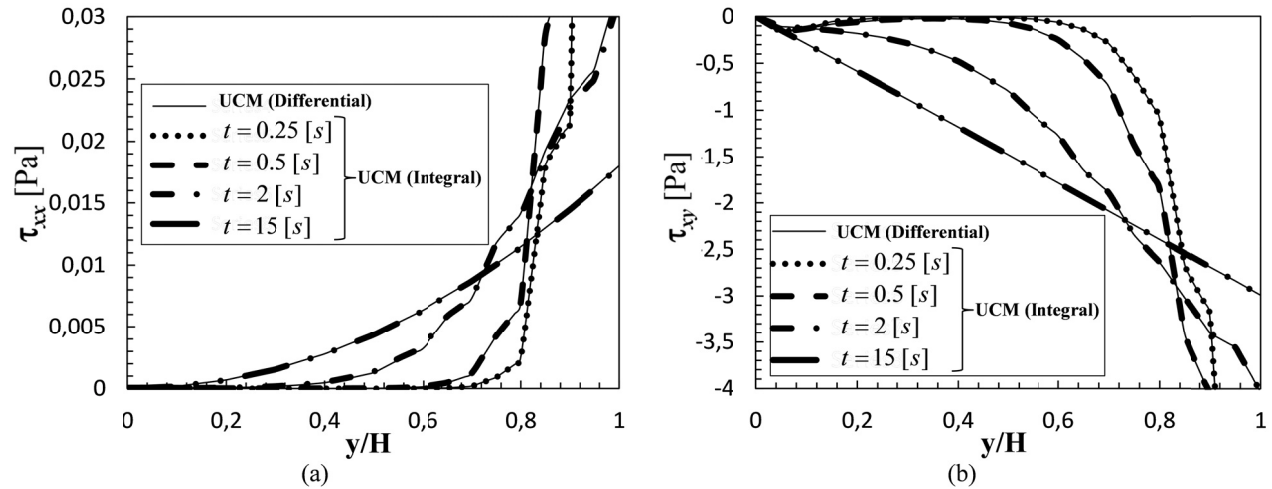 0,03
0,025
0,02
0,015
0,01
0,005
0
τxx [Pa]
UCM (Differential)
t = 0.25 [s]
t = 0.5 [s]
t = 2 [s]
t = 15 [s]
UCM (Integral)
0 0,2 0,4 0,6 0,8 1
y/H
(a)
0
-0,5
-1
-1,5
-2
-2,5
-3
-3,5
-4
τxy [Pa]
UCM (Differential)
t = 0.25 [s]
t = 0.5 [s]
t = 2 [s]
t = 15 [s]
UCM (Integral)
0 0,2 0,4 0,6 0,8 1
y/H
(b)